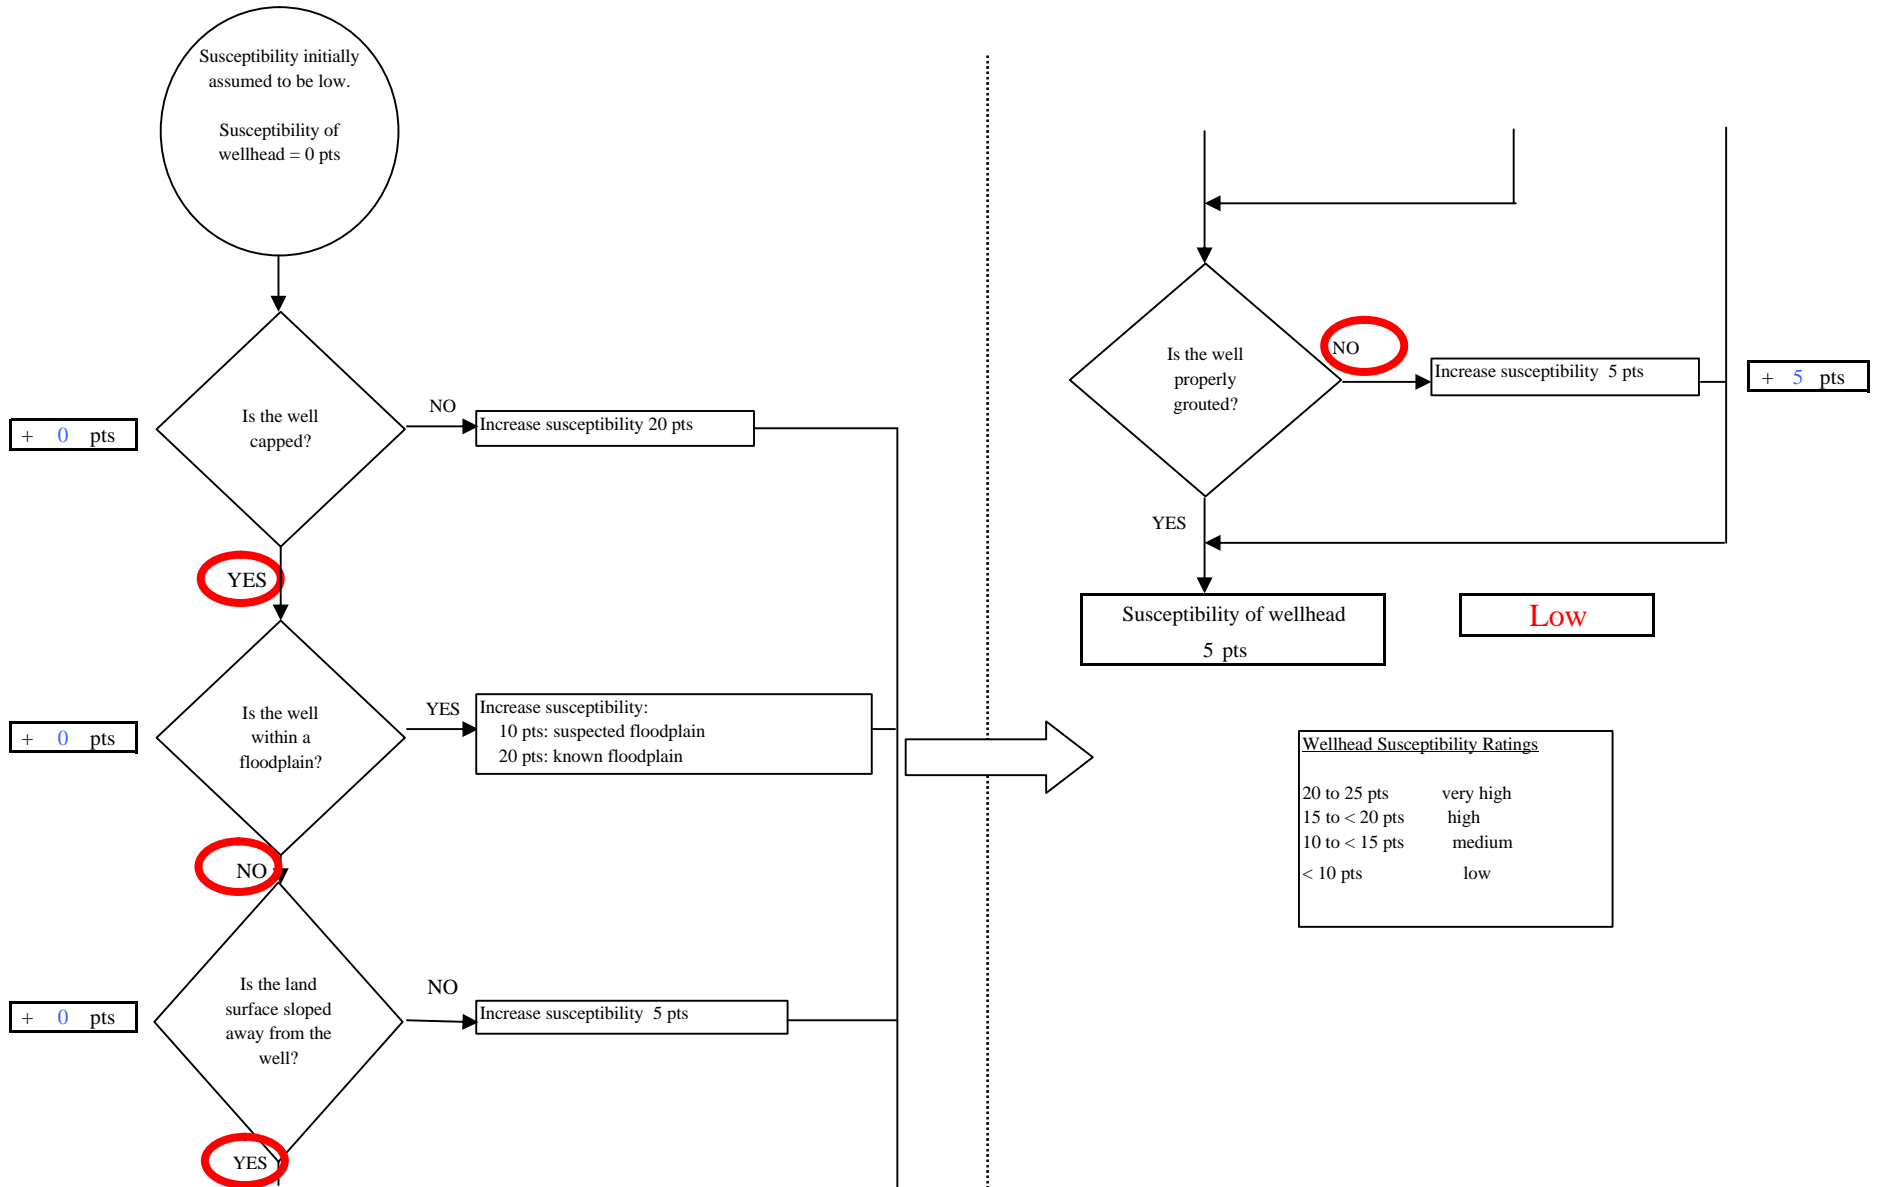 Susceptibility initially
assumed to be low.
Susceptibility of
wellhead = 0 pts
Is the well
capped?
NO
Increase susceptibility 20 pts
+ 0 pts
YES
Is the well
within a
floodplain?
YES
Increase susceptibility:
10 pts: suspected floodplain
20 pts: known floodplain
+ 0 pts
NO
Is the land
surface sloped
away from the
well?
NO
Increase susceptibility 5 pts
+ 0 pts
YES
Is the well
properly
grouted?
NO
Increase susceptibility 5 pts
+ 5 pts
YES
Susceptibility of wellhead
5 pts
Low
Wellhead Susceptibility Ratings
20 to 25 pts very high
15 to < 20 pts high
10 to < 15 pts medium
< 10 pts low